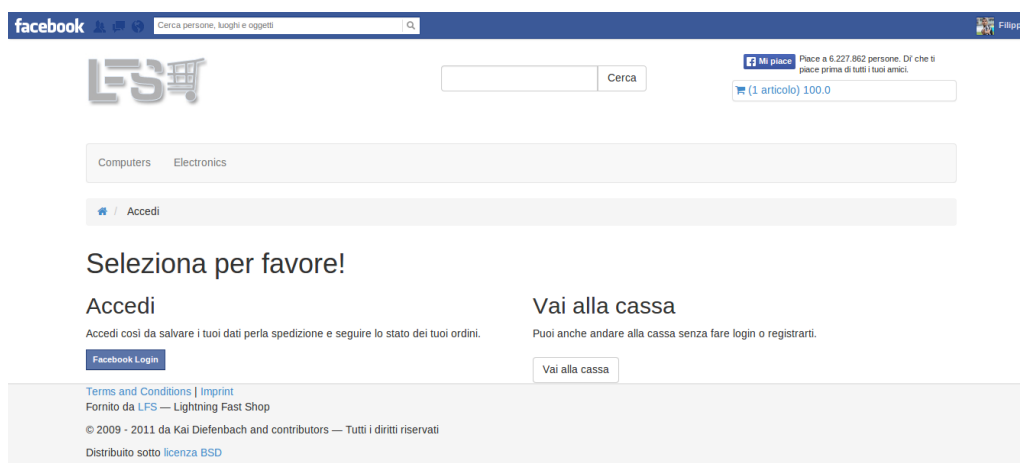 facebook
Cerca persone, luoghi e oggetti
Filipp
LFS
Cerca
Mi piace
Piace a 6.227.862 persone. Di' che ti
piace prima di tutti i tuoi amici.
(1 articolo) 100.0
Computers Electronics
/ Accedi
Seleziona per favore!
Accedi
Accedi così da salvare i tuoi dati perla spedizione e seguire lo stato dei tuoi ordini.
Facebook Login
Vai alla cassa
Puoi anche andare alla cassa senza fare login o registrarti.
Vai alla cassa
Terms and Conditions | Imprint
Fornito da LFS — Lightning Fast Shop
© 2009 - 2011 da Kai Diefenbach and contributors — Tutti i diritti riservati
Distribuito sotto licenza BSD